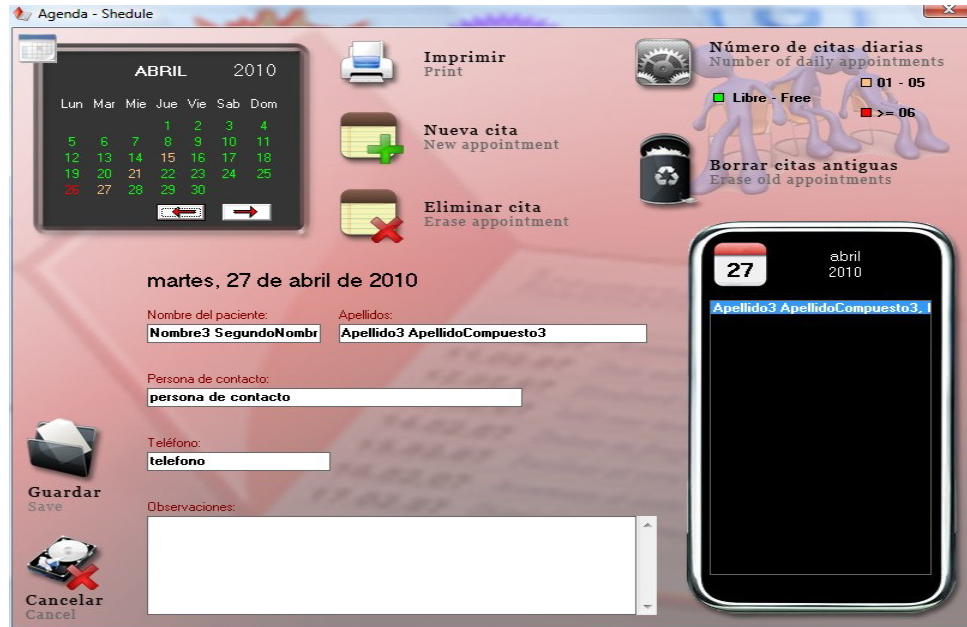 Agenda - Shedule
ABRIL 2010
Lun Mar Mie Jue Vie Sab Dom
1 2 3 4
5 6 7 8 9 10 11
12 13 14 15 16 17 18
19 20 21 22 23 24 25
26 27 28 29 30
Imprimir
Print
Nueva cita
New appointment
Eliminar cita
Erase appointment
Número de citas diarias
Number of daily appointments
01 - 05
Libre - Free
>= 06
Borrar citas antiguas
Erase old appointments
martes, 27 de abril de 2010
Nombre del paciente:
Nombre3 SegundoNombr
Apellidos:
Apellido3 ApellidoCompuesto3
Persona de contacto:
persona de contacto
Teléfono:
telefono
Observaciones:
Guardar
Save
Cancelar
Cancel
27
abril
2010
Apellido3 ApellidoCompuesto3,